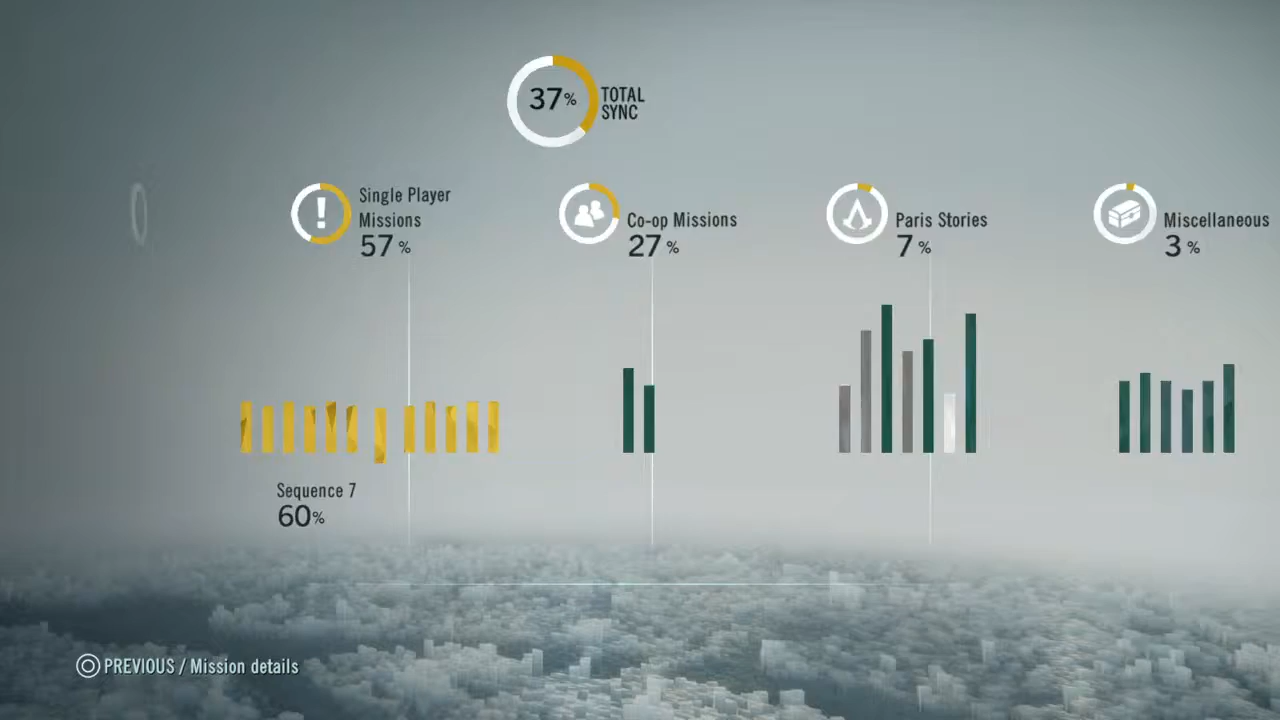 37%
TOTAL
SYNC
Single Player
Missions
57 %
Co-op Missions
27 %
Paris Stories
7 %
Miscellaneous
3 %
Sequence 7
60%
PREVIOUS / Mission details